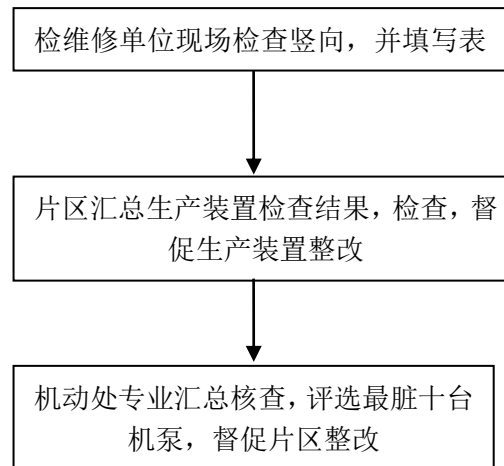 检维修单位现场检查竖向，并填写表
片区汇总生产装置检查结果，检查，督
促生产装置整改
机动处专业汇总核查，评选最脏十台
机泵，督促片区整改